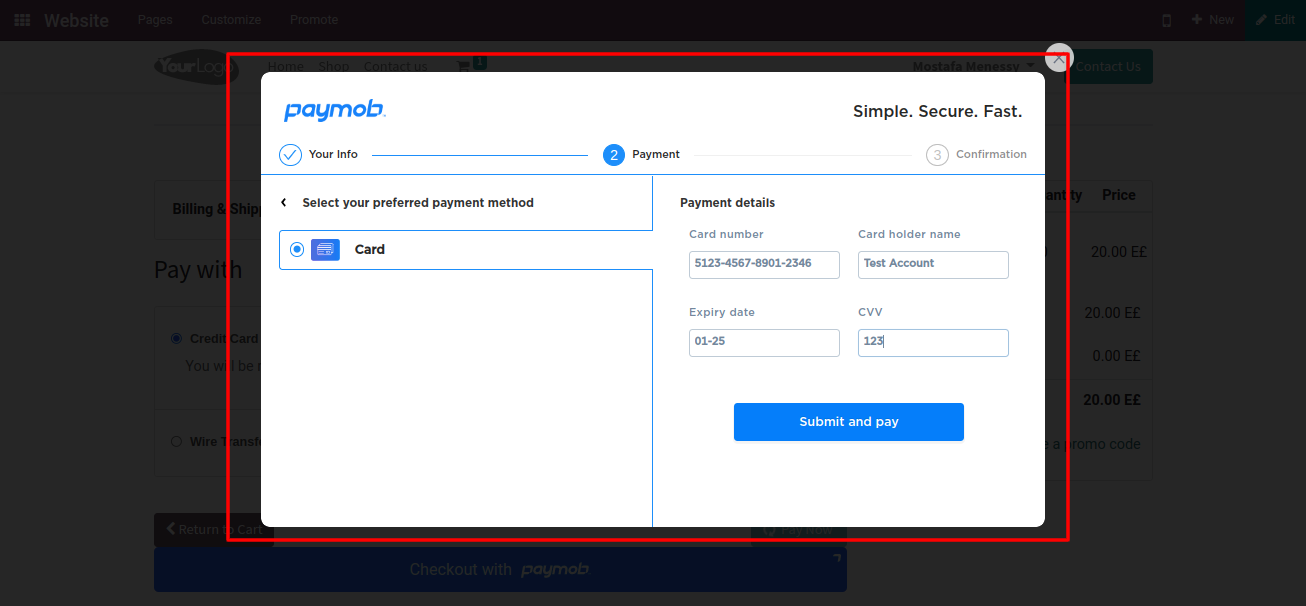 Website Pages Customize Promote New Edit
YourLogo Home Shop Contact us 1 Mostafa Menessy Contact Us
paymob Simple. Secure. Fast.
Your Info 2 Payment 3 Confirmation
Select your preferred payment method
Card
Payment details
Card number Card holder name
5123-4567-8901-2346 Test Account
Expiry date CVV
01-25 123
Submit and pay
Billing & Shipp
Pay with
Credit Card
You will be
Wire Transfe
Price
20.00 E£
20.00 E£
0.00 E£
20.00 E£
a promo code
Return to Cart Pay Now
Checkout with paymob